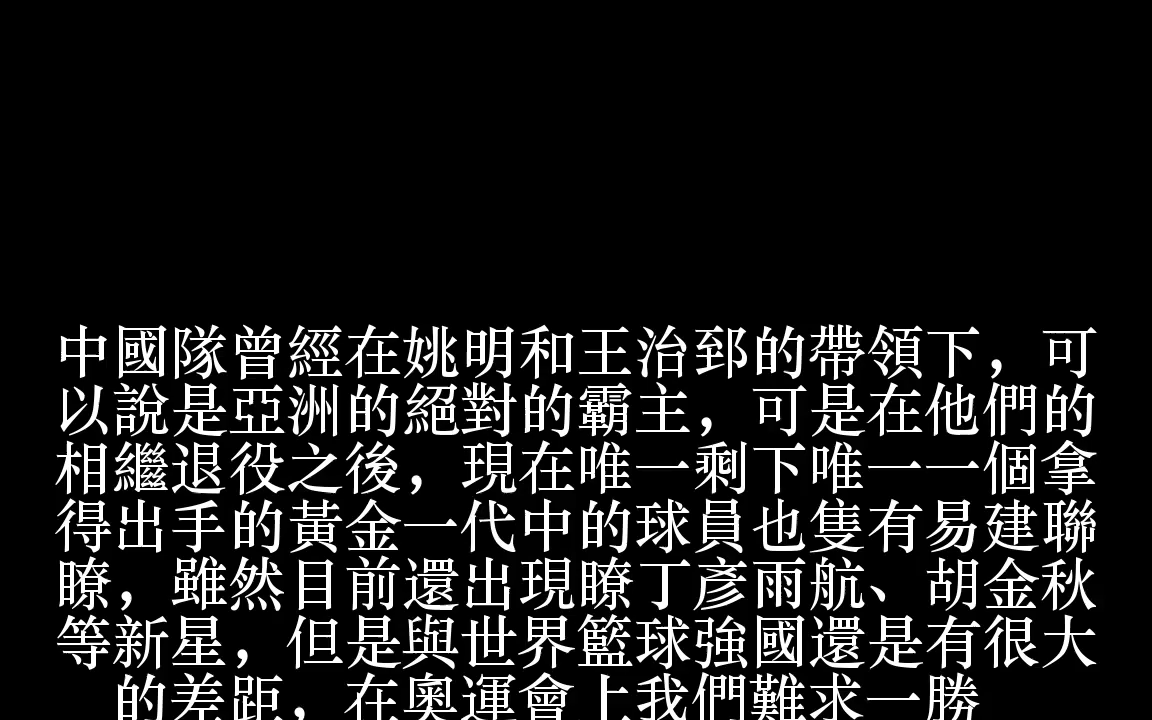 中國隊曾經在姚明和王治郅的帶領下，可
以說是亞洲的絕對的霸主，可是在他們的
相繼退役之後，現在唯一剩下唯一一個拿
得出手的黃金一代中的球員也隻有易建聯
瞭，雖然目前還出現瞭丁彥雨航、胡金秋
等新星，但是與世界籃球強國還是有很大
的差距，在奧運會上我們難求一勝